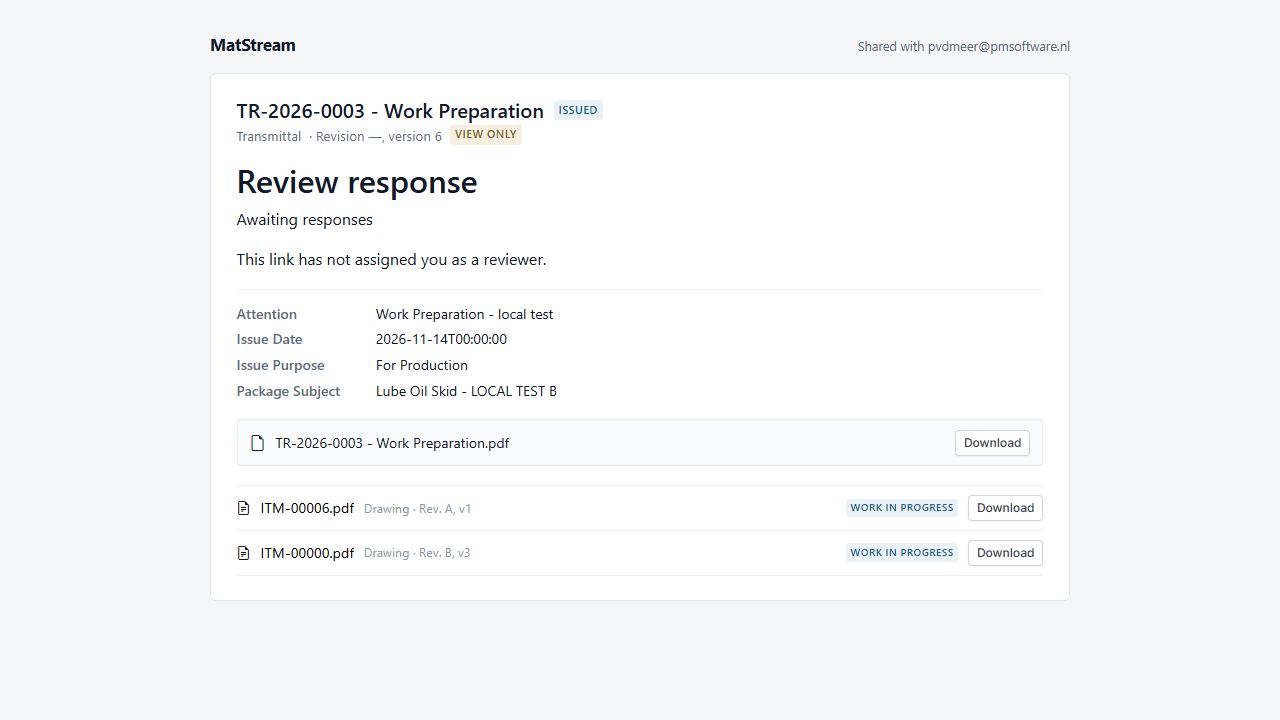 MatStream
Shared with pvdmeer@pmsoftware.nl
TR-2026-0003 - Work Preparation ISSUED
Transmittal · Revision —, version 6 VIEW ONLY
Review response
Awaiting responses
This link has not assigned you as a reviewer.
Attention Work Preparation - local test
Issue Date 2026-11-14T00:00:00
Issue Purpose For Production
Package Subject Lube Oil Skid - LOCAL TEST B
TR-2026-0003 - Work Preparation.pdf Download
ITM-00006.pdf Drawing · Rev. A, v1 WORK IN PROGRESS Download
ITM-00000.pdf Drawing · Rev. B, v3 WORK IN PROGRESS Download